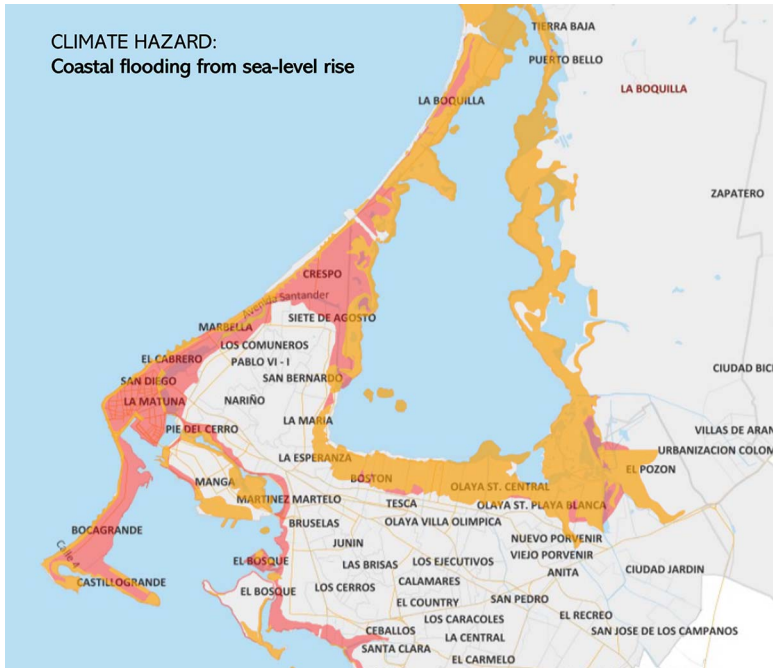 CLIMATE HAZARD:
Coastal flooding from sea-level rise
TIERRA BAJA
PUERTO BELLO
LA BOQUILLA
LA BOQUILLA
ZAPATERO
CRESPO
Avenida Santander
SIETE DE AGOSTO
MARBELLA
LOS COMUNEROS
EL CABRERO
PABLO VI - I
CIUDAD BIC
SAN DIEGO
SAN BERNARDO
LA MATUNA
NARIÑO
LA MARIA
PIE DEL CERRO
VILLAS DE ARAN
URBANIZACION COLOM
LA ESPERANZA
EL POZON
MANGA
BOSTON
OLAYA ST. CENTRAL
MARTINEZ MARTELO
TESCA
OLAYA ST. PLAYA BLANCA
BRUSELAS
OLAYA VILLA OLIMPICA
BOCAGRANDE
JUNIN
NUEVO PORVENIR
VIEJO PORVENIR
Calle 4
EL BOSQUE
LAS BRISAS
LOS EJECUTIVOS
ANITA
CIUDAD JARDIN
CASTILLOGRANDE
EL BOSQUE
LOS CERROS
CALAMARES
EL COUNTRY
SAN PEDRO
LOS CARACOLES
EL RECREO
CEBALLOS
LA CENTRAL
SAN JOSE DE LOS CAMPANOS
SANTA CLARA
EL CARMELO